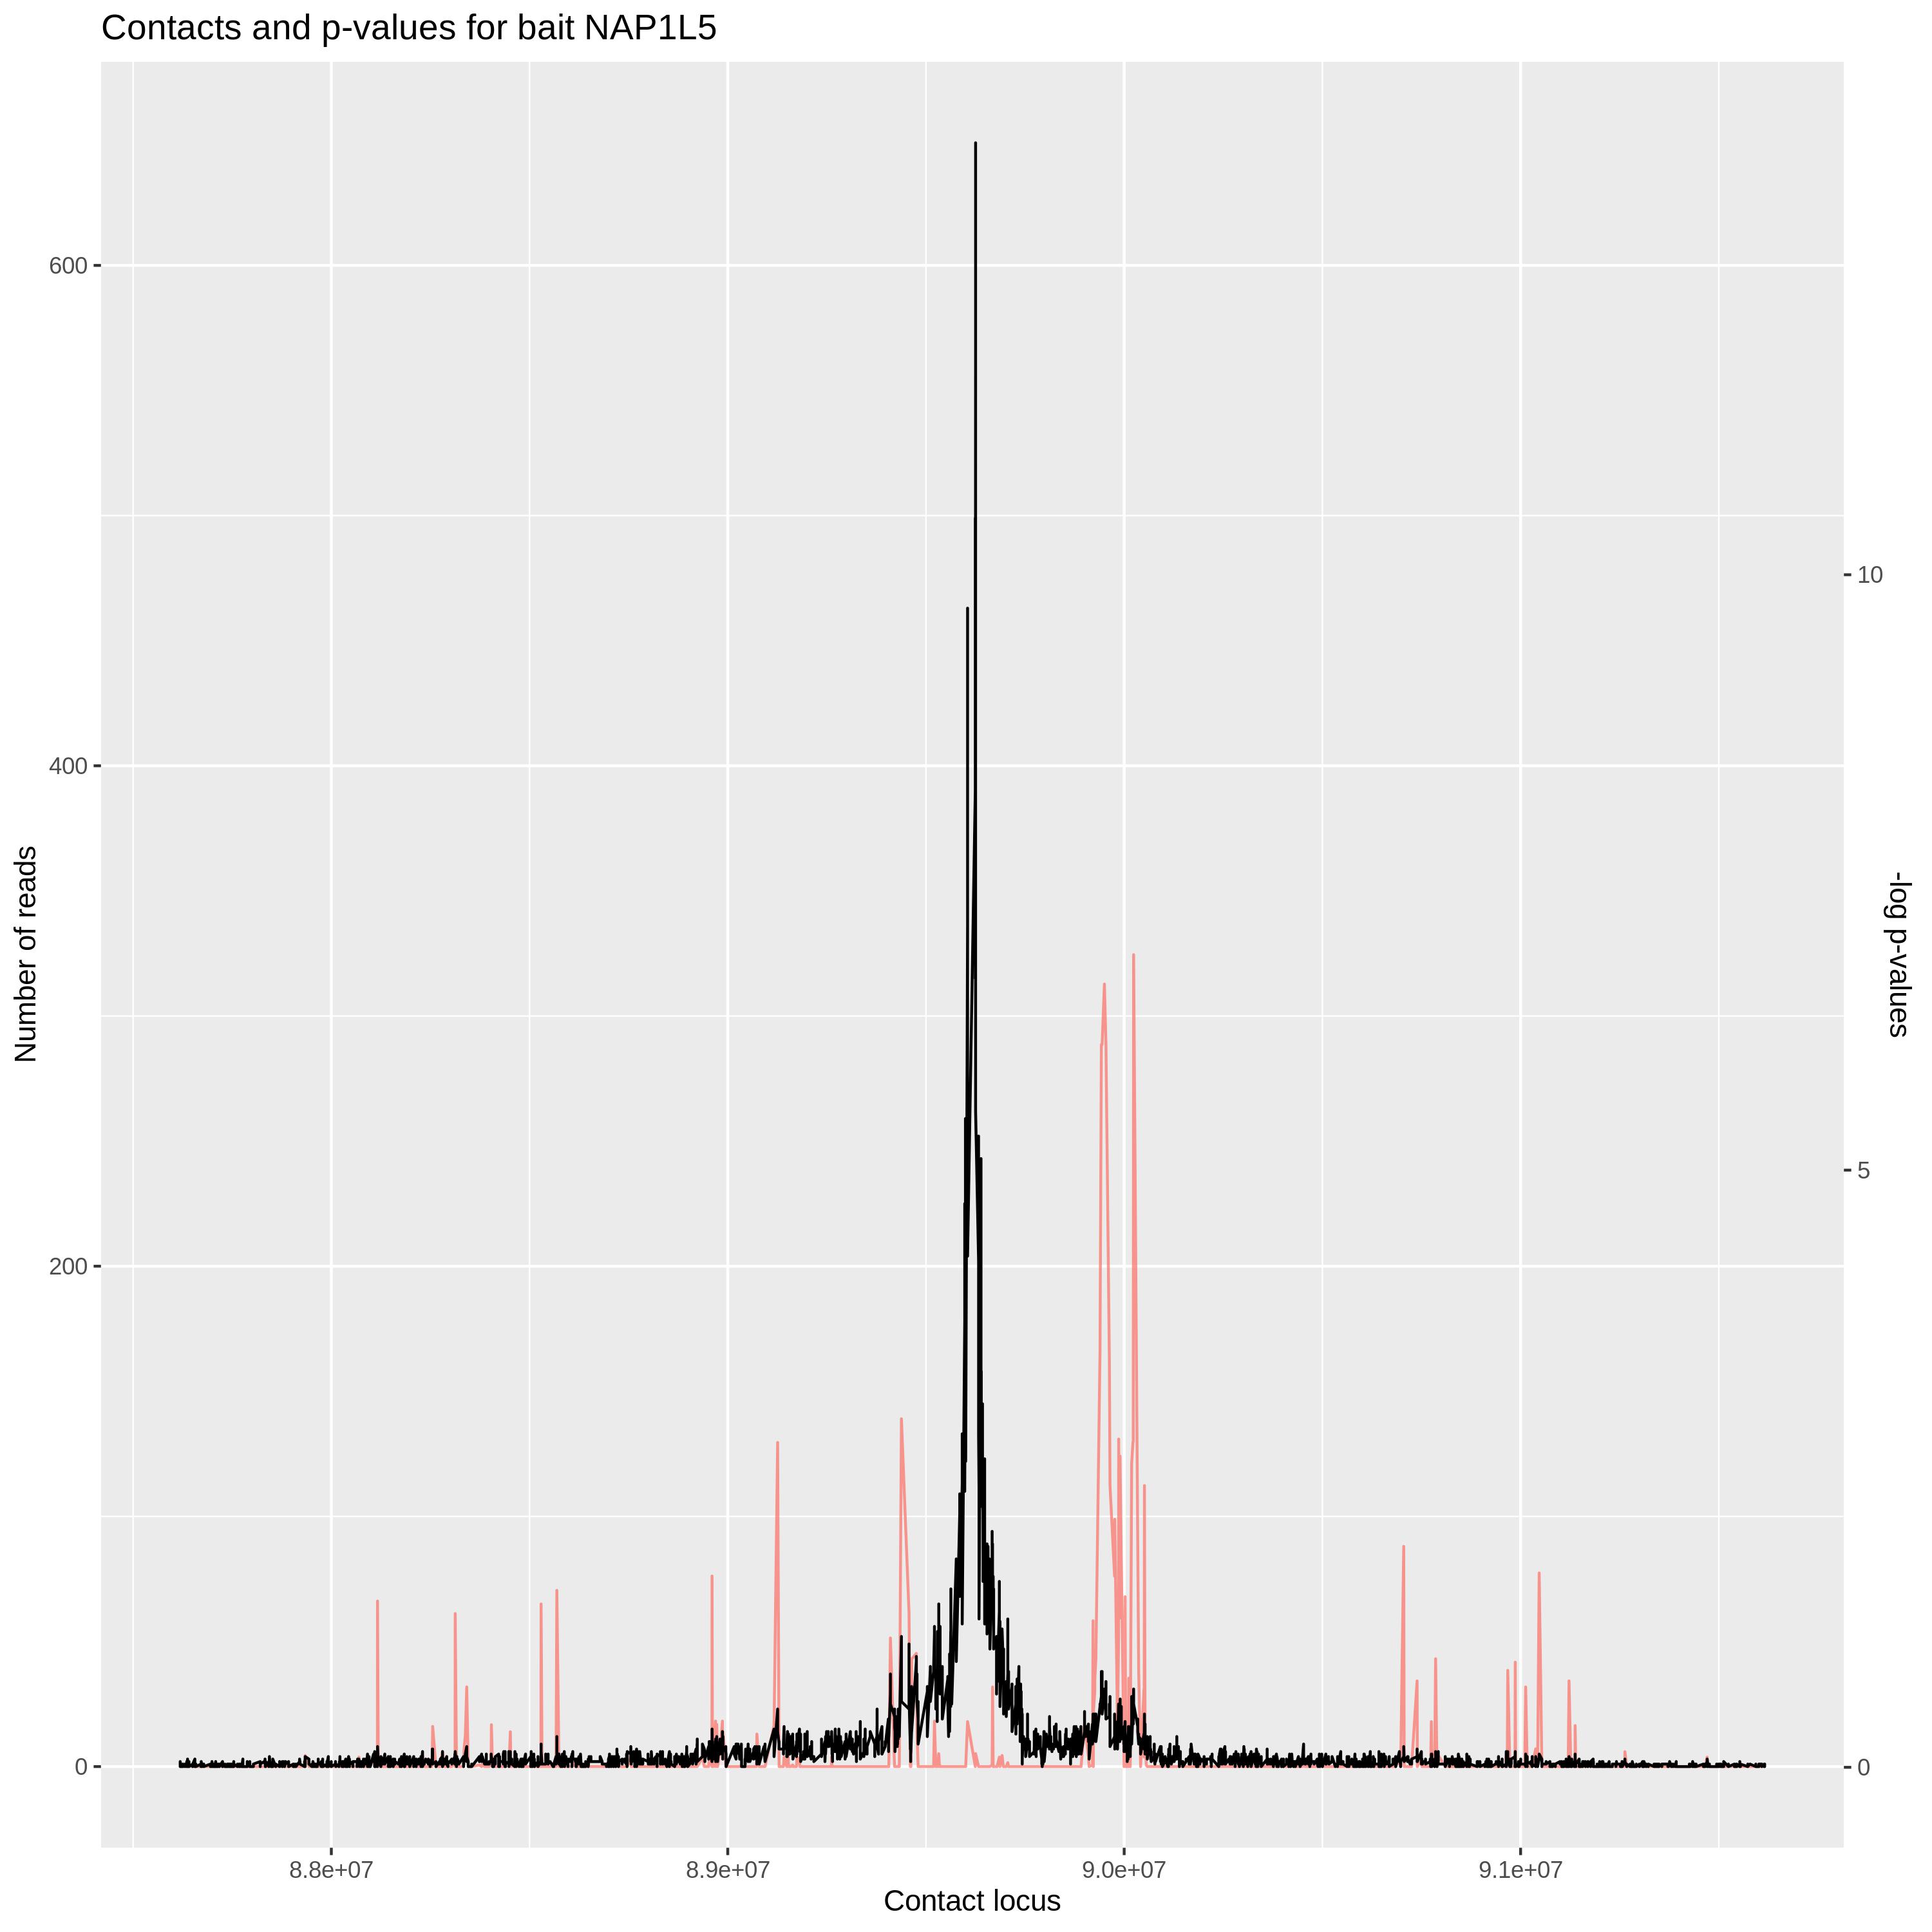 Contacts and p-values for bait NAP1L5
600
400
200
0
Number of reads
10
5
0
-log p-values
8.8e+07
8.9e+07
9.0e+07
9.1e+07
Contact locus